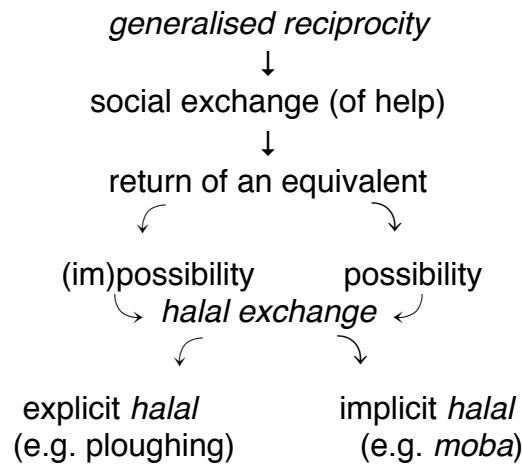 generalised reciprocity
social exchange (of help)
return of an equivalent
(im)possibility possibility
halal exchange
explicit halal implicit halal
(e.g. ploughing) (e.g. moba)